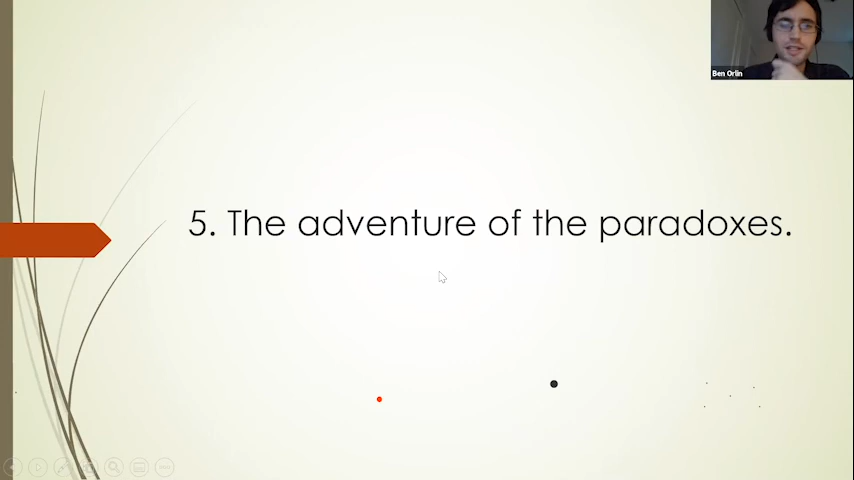 Ben Orlin
5. The adventure of the paradoxes.